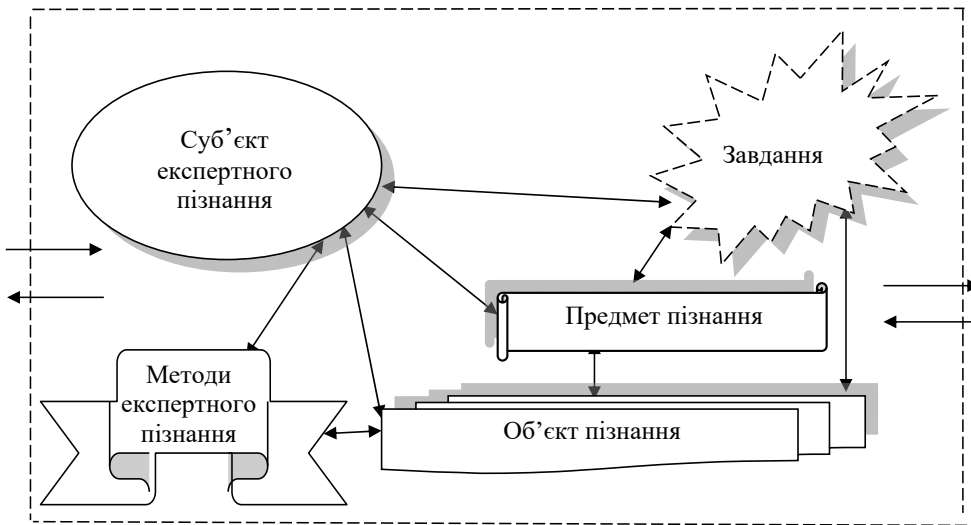 Суб’єкт
експертного
пізнання
Завдання
Предмет пізнання
Методи
експертного
пізнання
Об’єкт пізнання